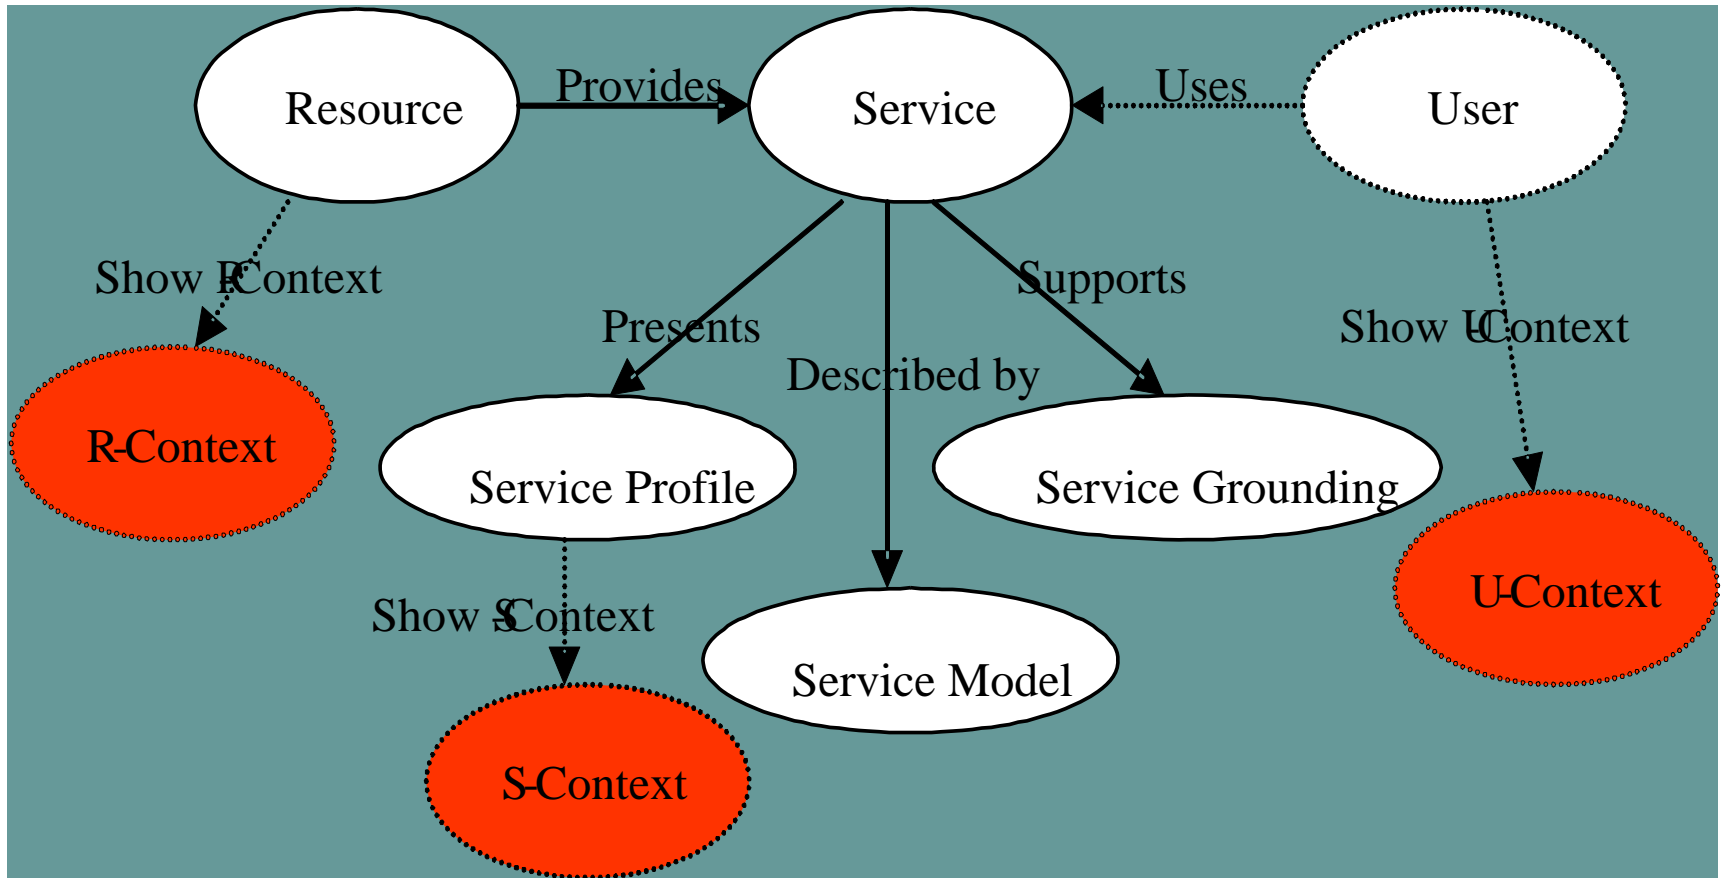 Resource
Provides
Service
Uses
User
Show R-Context
Supports
Presents
Show U-Context
Described by
R-Context
Service Profile
Service Grounding
U-Context
Show S-Context
Service Model
S-Context